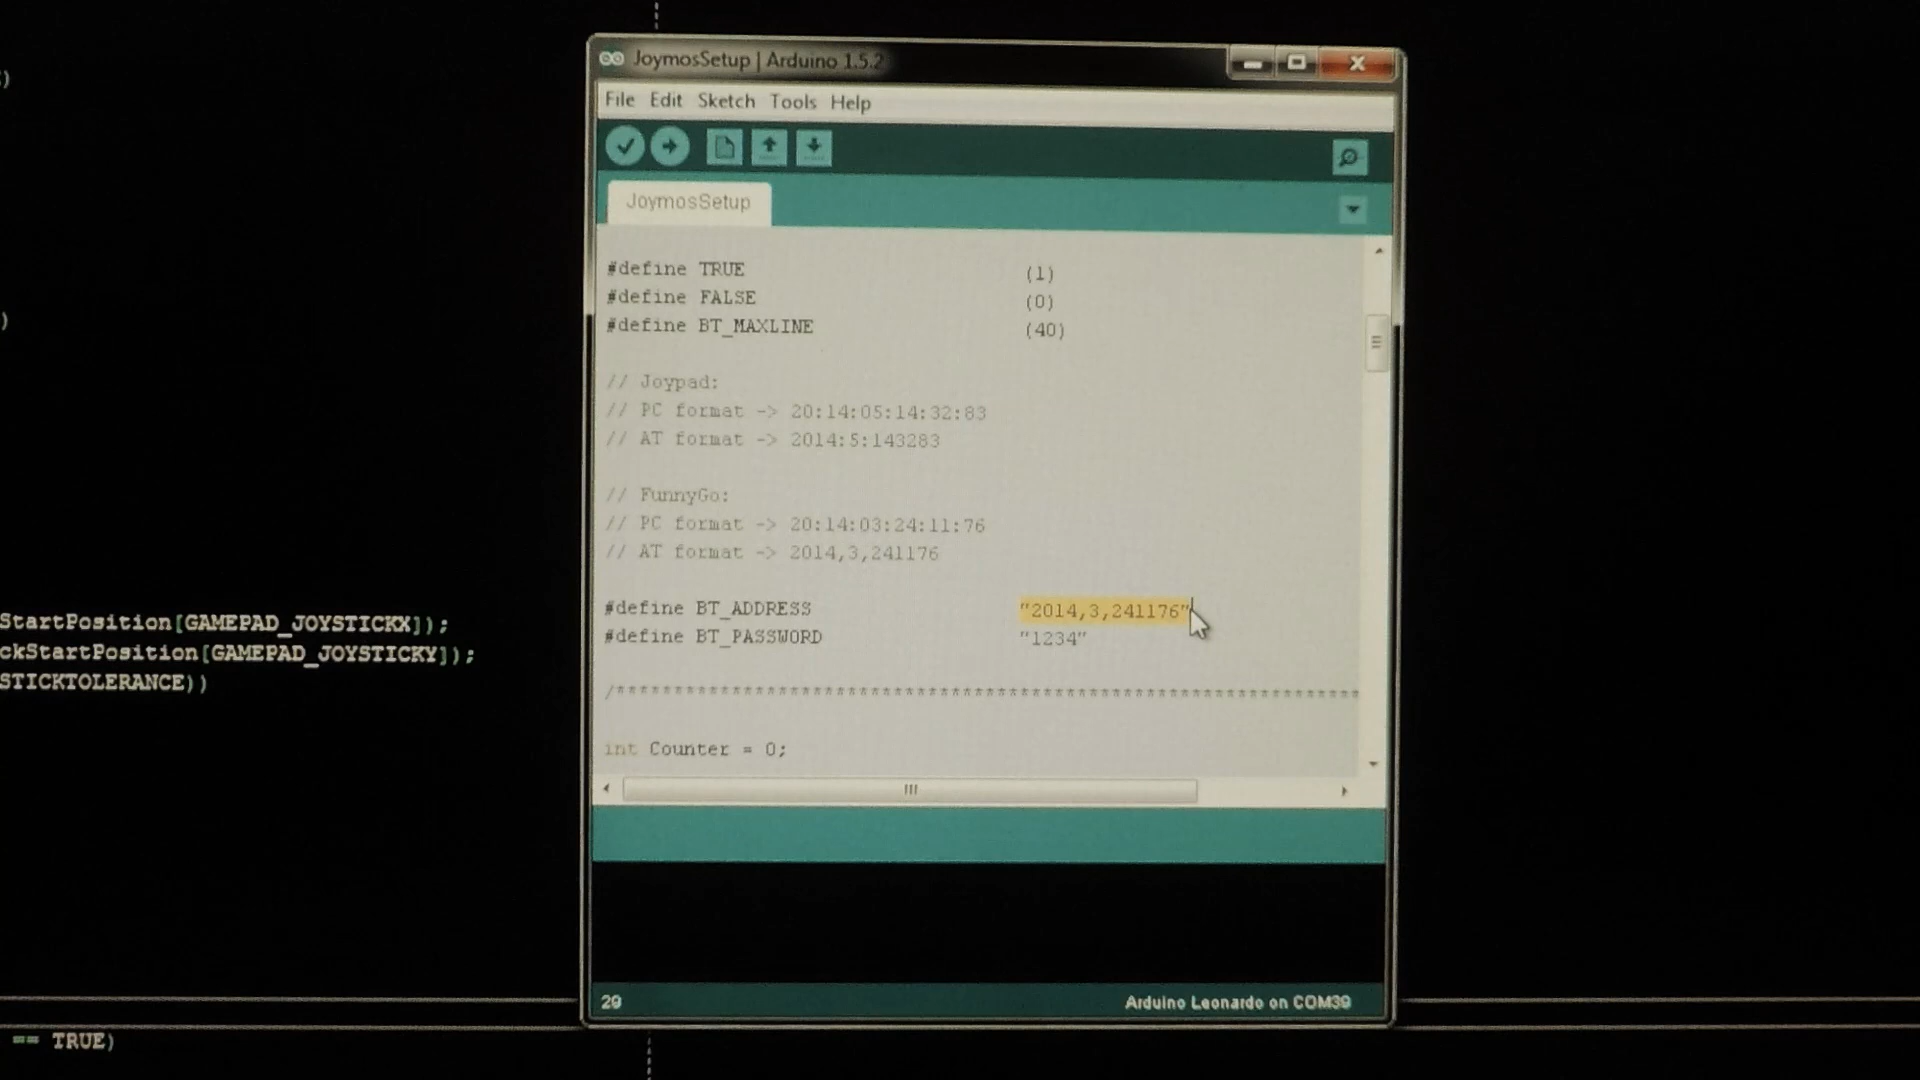 JoymosSetup | Arduino 1.5.2
File Edit Sketch Tools Help
JoymosSetup
#define TRUE (1)
#define FALSE (0)
#define BT_MAXLINE (40)
// Joypad:
// PC format -> 20:14:05:14:32:83
// AT format -> 2014:5:143283
// FunnyGo:
// PC format -> 20:14:03:24:11:76
// AT format -> 2014,3,241176
#define BT_ADDRESS "2014,3,241176"
#define BT_PASSWORD "1234"
int Counter = 0;
29 Arduino Leonardo on COM39
)
)
StartPosition[GAMEPAD_JOYSTICKX]);
ckStartPosition[GAMEPAD_JOYSTICKY]);
STICKTOLERANCE))
== TRUE)